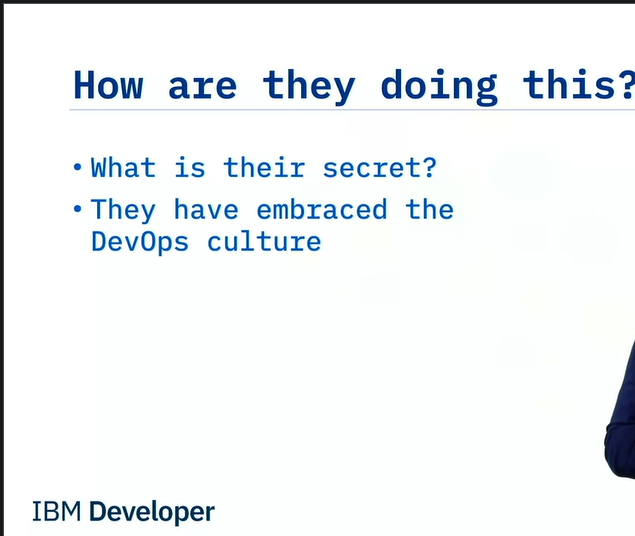 How are they doing this?
• What is their secret?
• They have embraced the
DevOps culture
IBM Developer